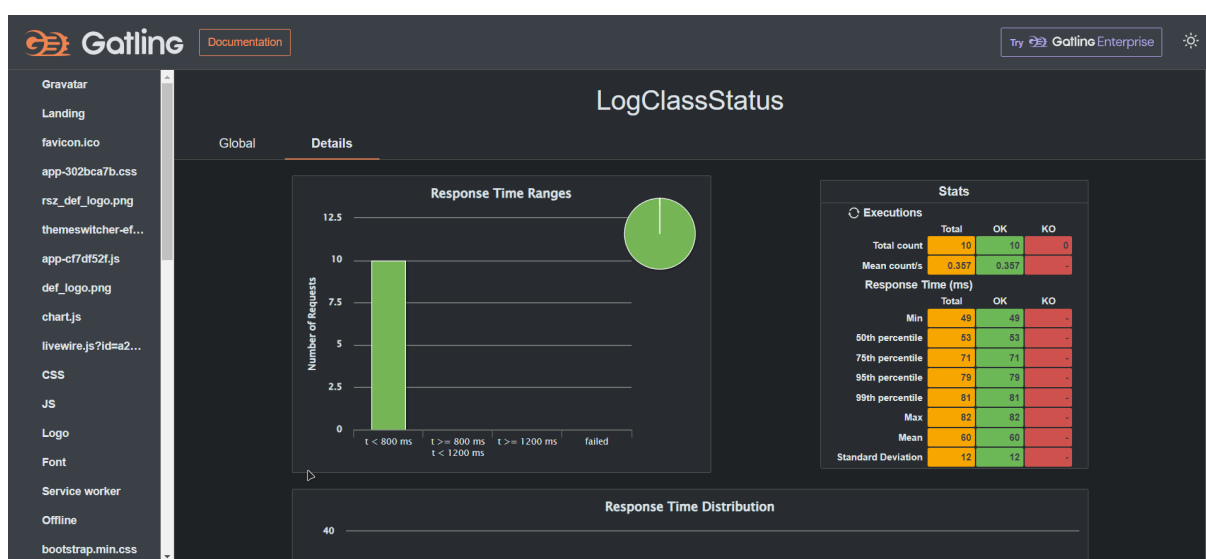 Gatling Documentation
Try Gatling Enterprise
Gravatar
Landing
favicon.ico
app-302bca7b.css
rsz_def_logo.png
themeswitcher-ef...
app-cf7df52f.js
def_logo.png
chart.js
livewire.js?id=a2...
CSS
JS
Logo
Font
Service worker
Offline
bootstrap.min.css
LogClassStatus
Global Details
Response Time Ranges
Number of Requests
12.5
10
7.5
5
2.5
0
t < 800 ms
t >= 800 ms
t < 1200 ms
t >= 1200 ms
failed
Stats
Executions
Total OK KO
Total count 10 10 0
Mean count/s 0.357 0.357 -
Response Time (ms)
Total OK KO
Min 49 49 -
50th percentile 53 53 -
75th percentile 71 71 -
95th percentile 79 79 -
99th percentile 81 81 -
Max 82 82 -
Mean 60 60 -
Standard Deviation 12 12 -
Response Time Distribution
40